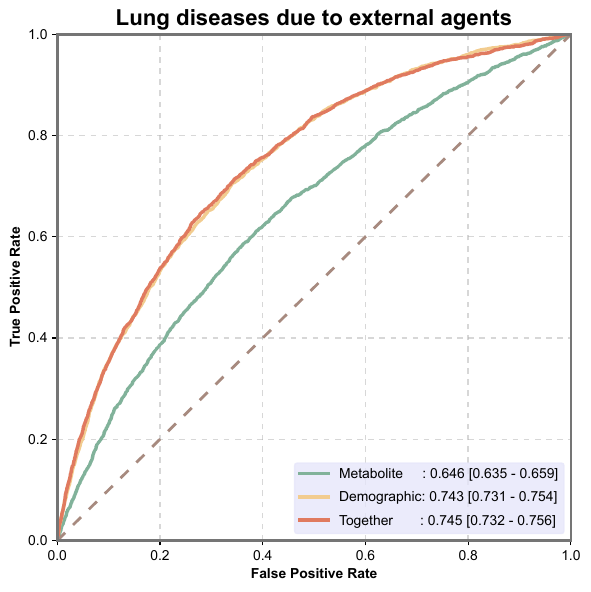 Lung diseases due to external agents
1.0
0.8
0.6
0.4
0.2
0.0
True Positive Rate
Metabolite : 0.646 [0.635 - 0.659]
Demographic: 0.743 [0.731 - 0.754]
Together : 0.745 [0.732 - 0.756]
0.0 0.2 0.4 0.6 0.8 1.0
False Positive Rate